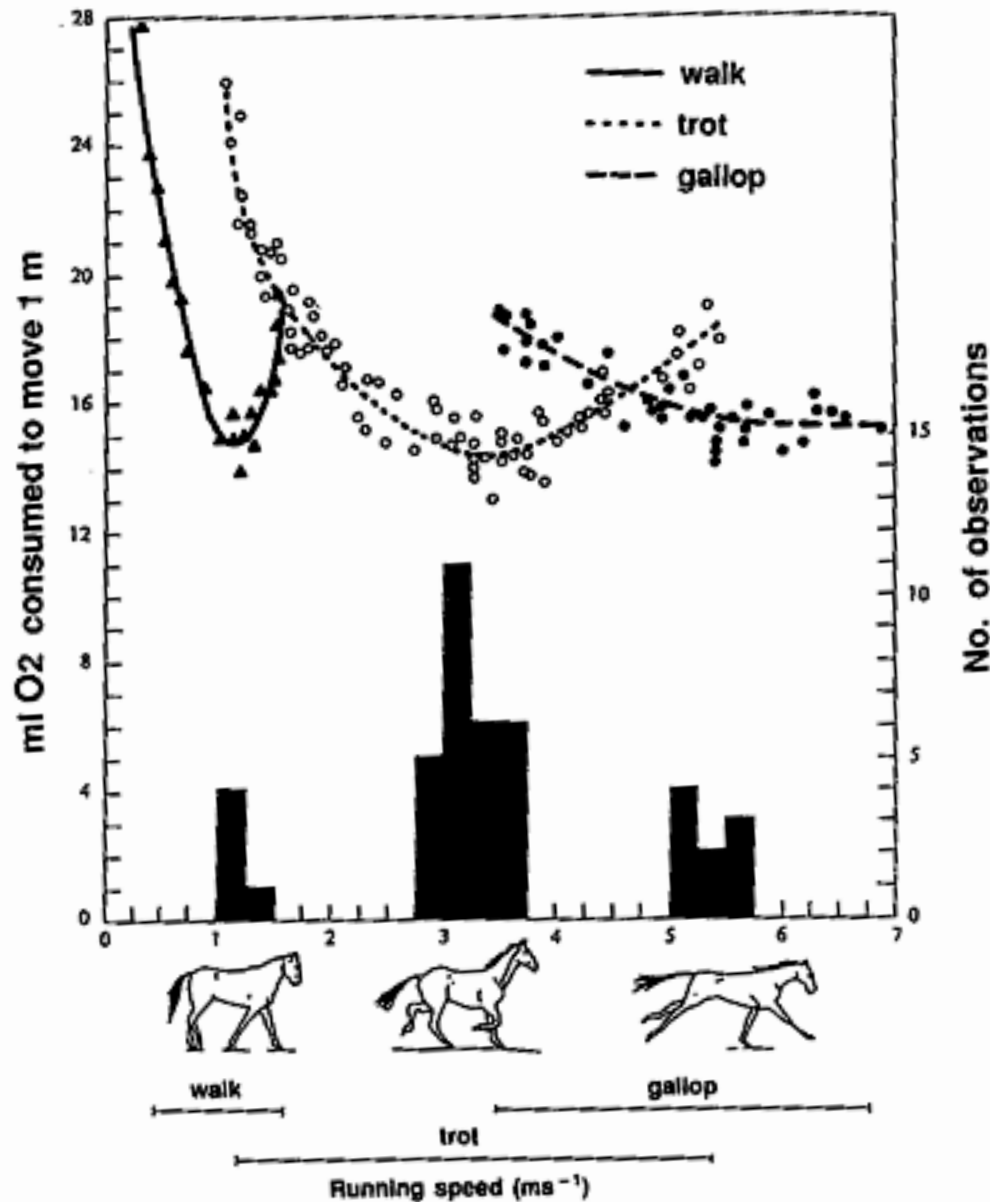 28
24
20
16
12
8
4
0
ml O2 consumed to move 1 m
walk
trot
gallop
15
10
5
0
No. of observations
0 1 2 3 4 5 6 7
walk
gallop
trot
Running speed (ms⁻¹)